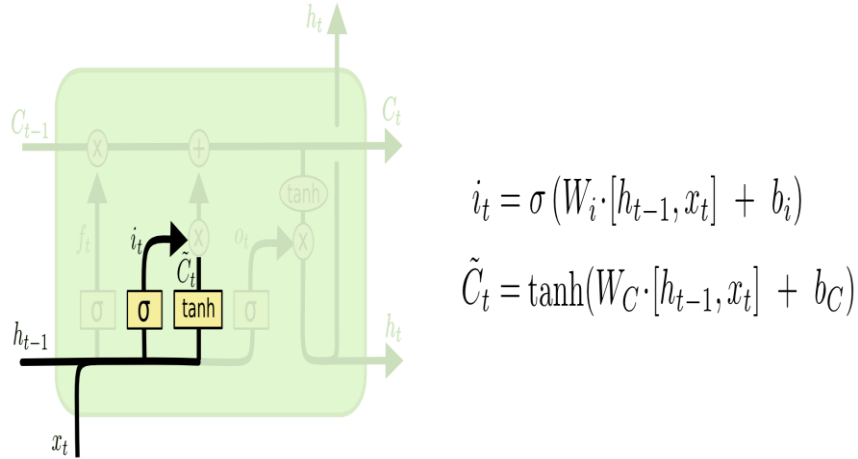 h_t
C_{t-1}
C_t
x
+
tanh
f_t
i_t
o_t
x
x
C̃_t
σ
σ
tanh
σ
h_{t-1}
h_t
x_t
i_t = σ(W_i·[h_{t-1}, x_t] + b_i)
C̃_t = tanh(W_C·[h_{t-1}, x_t] + b_C)